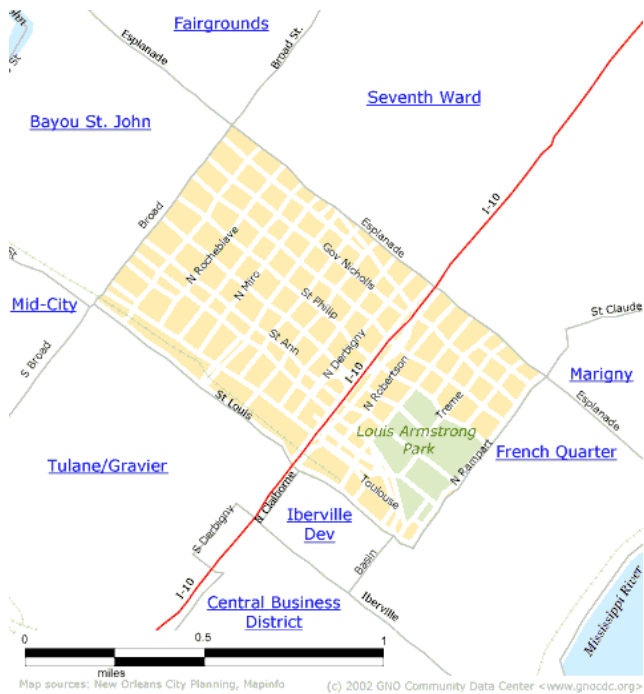 Fairgrounds
Esplanade
Broad St.
Seventh Ward
Bayou St. John
I-10
Broad
Esplanade
Gov Nicholls
N Rocheblave
N Miro
St Philip
Mid-City
St Ann
N Derbigny
I-10
St Claude
S Broad
N Robertson
Marigny
St Louis
Treme
Esplanade
Louis Armstrong
Park
French Quarter
N Rampart
Tulane/Gravier
Toulouse
N Claiborne
Iberville
Dev
S Derbigny
Basin
I-10
Iberville
Central Business
District
Mississippi River
0 0.5 1
miles
Map sources: New Orleans City Planning, Mapinfo (c) 2002 GNO Community Data Center <www.gnocdc.org>